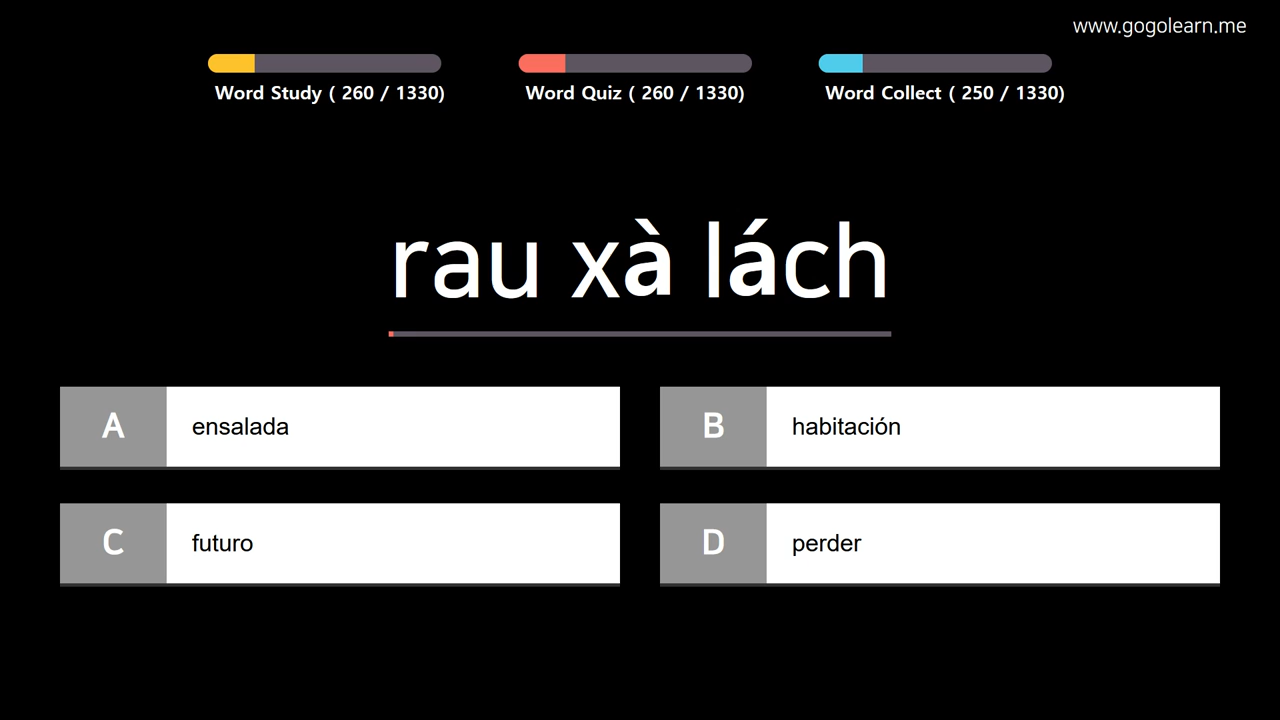 www.gogolearn.me
Word Study ( 260 / 1330)
Word Quiz ( 260 / 1330)
Word Collect ( 250 / 1330)
rau xà lách
A ensalada
B habitación
C futuro
D perder